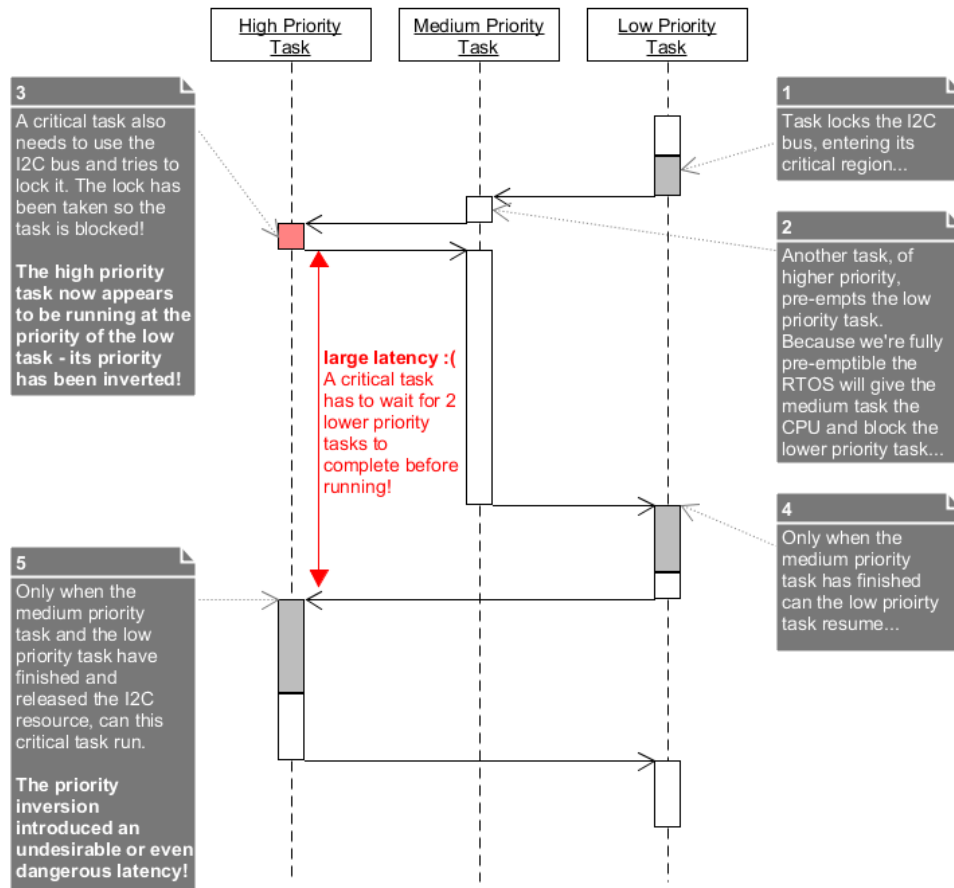 High Priority
Task
Medium Priority
Task
Low Priority
Task
3
A critical task also
needs to use the
I2C bus and tries to
lock it. The lock has
been taken so the
task is blocked!
The high priority
task now appears
to be running at the
priority of the low
task - its priority
has been inverted!
1
Task locks the I2C
bus, entering its
critical region...
2
Another task, of
higher priority,
pre-empts the low
priority task.
Because we're fully
pre-emptible the
RTOS will give the
medium task the
CPU and block the
lower priority task...
large latency :(
A critical task
has to wait for 2
lower priority
tasks to
complete before
running!
4
Only when the
medium priority
task has finished
can the low prioirty
task resume...
5
Only when the
medium priority
task and the low
priority task have
finished and
released the I2C
resource, can this
critical task run.
The priority
inversion
introduced an
undesirable or even
dangerous latency!